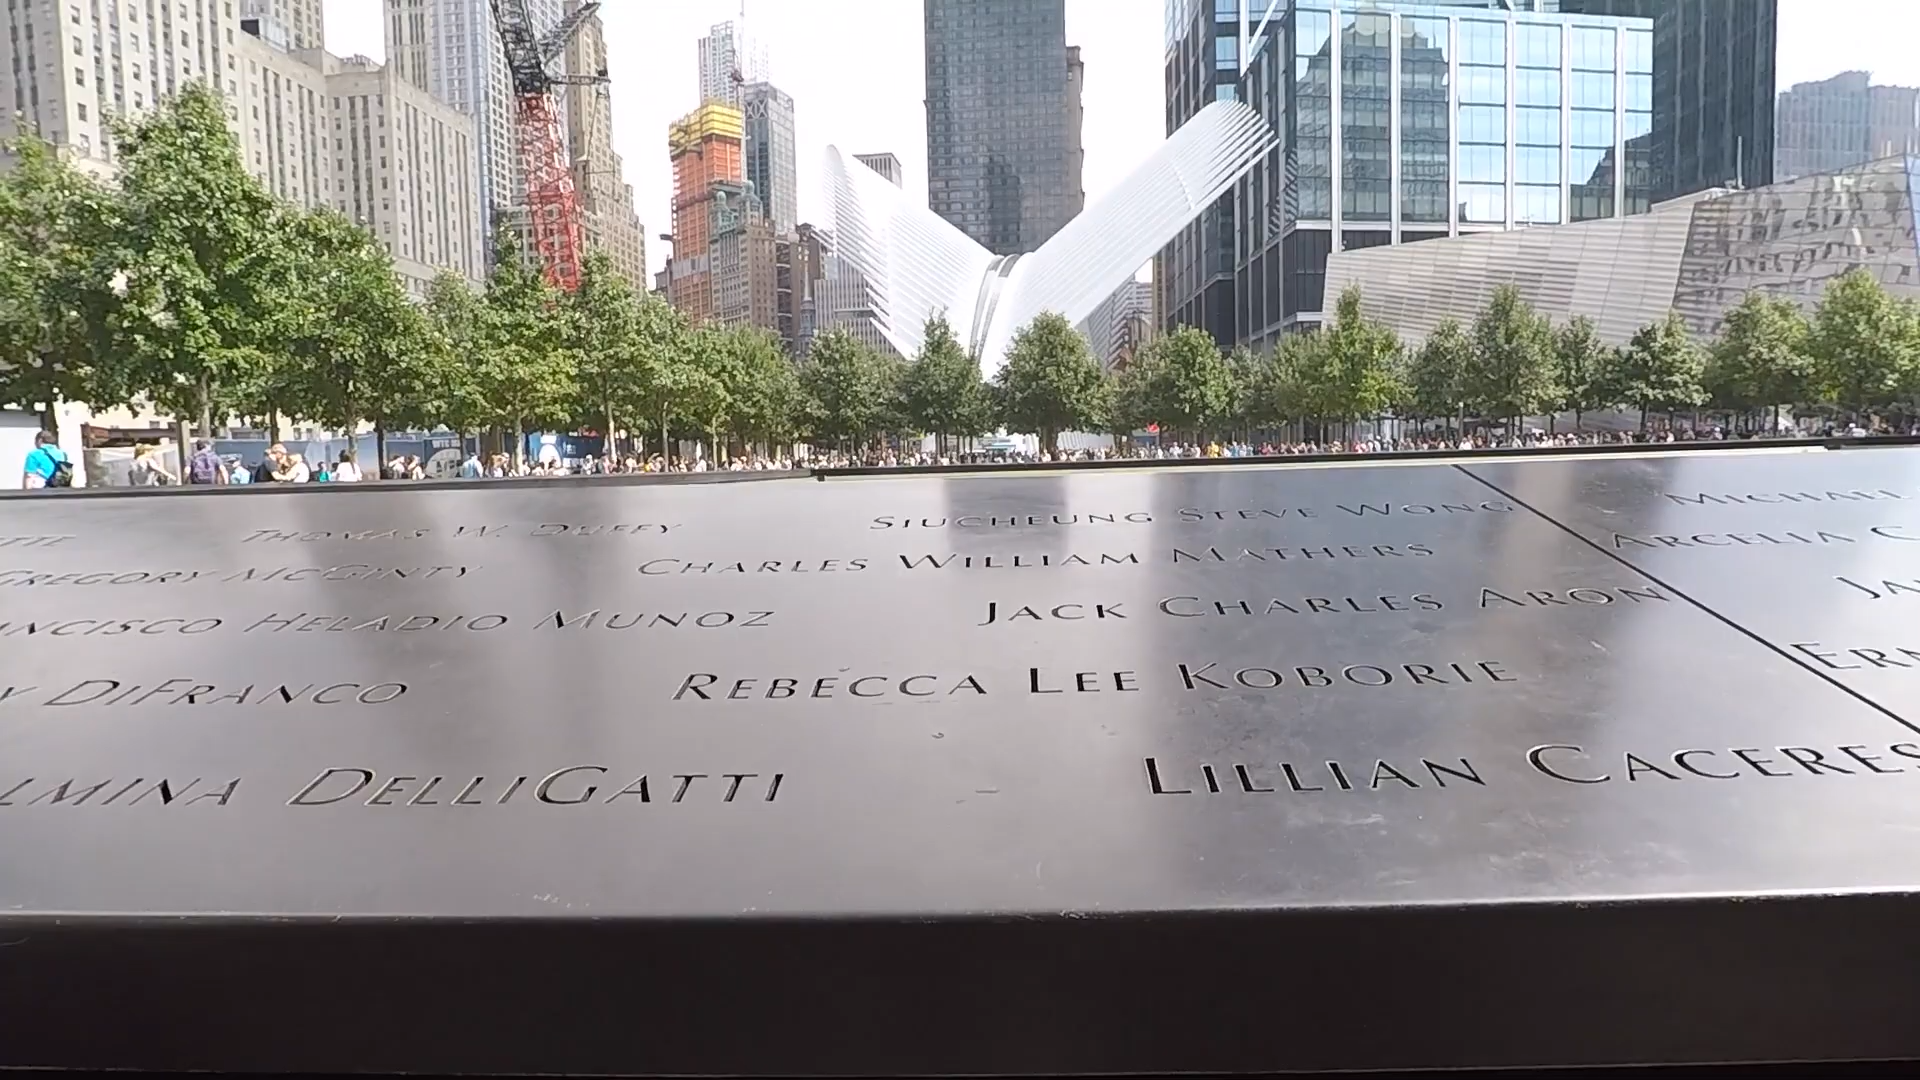 THOMAS W. DUFFY SIUCHEUNG STEVE WONG MICHAEL
GREGORY MCGINTY CHARLES WILLIAM MATHERS ARCELIA C
HELADIO MUNOZ JACK CHARLES ARON
DIFRANCO REBECCA LEE KOBORIE
DELLIGATTI LILLIAN CACERES